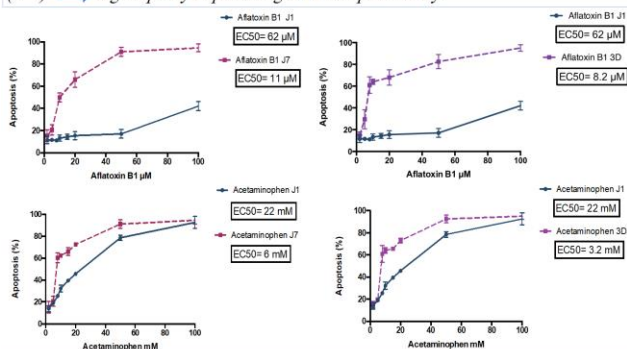 Aflatoxin B1 J1
EC50= 62 µM
Aflatoxin B1 J7
EC50= 11 µM
Apoptosis (%)
100
80
60
40
20
0
0 20 40 60 80 100
Aflatoxin B1 µM
Aflatoxin B1 J1
EC50= 62 µM
Aflatoxin B1 3D
EC50= 8.2 µM
Apoptosis (%)
100
80
60
40
20
0
0 20 40 60 80 100
Aflatoxin B1 µM
Acetaminophen J1
EC50= 22 mM
Acetaminophen J7
EC50= 6 mM
Apoptosis (%)
100
80
60
40
20
0
0 20 40 60 80 100
Acetaminophen mM
Acetaminophen J1
EC50= 22 mM
Acetaminophen 3D
EC50= 3.2 mM
Apoptosis (%)
100
80
60
40
20
0
0 20 40 60 80 100
Acetaminophen mM